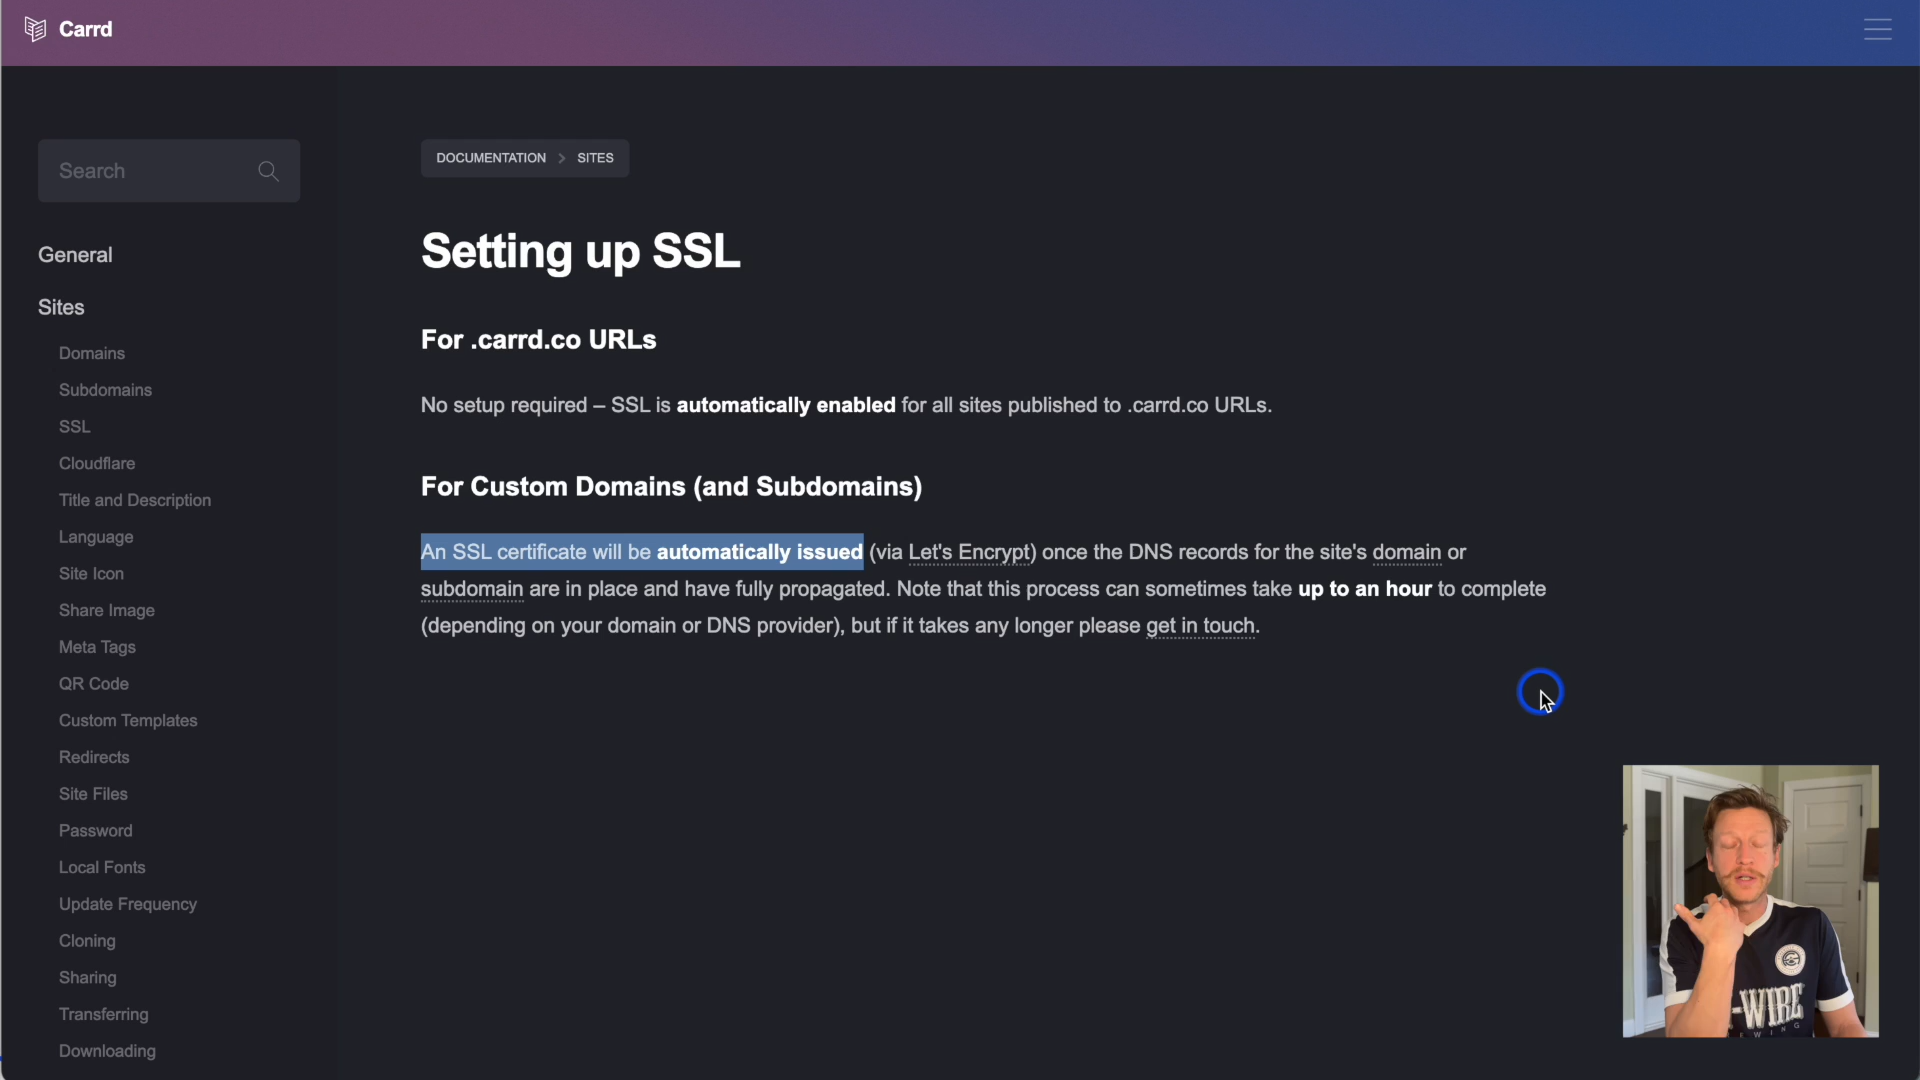 Carrd
Search
General
Sites
Domains
Subdomains
SSL
Cloudflare
Title and Description
Language
Site Icon
Share Image
Meta Tags
QR Code
Custom Templates
Redirects
Site Files
Password
Local Fonts
Update Frequency
Cloning
Sharing
Transferring
Downloading
DOCUMENTATION > SITES
Setting up SSL
For .carrd.co URLs
No setup required – SSL is automatically enabled for all sites published to .carrd.co URLs.
For Custom Domains (and Subdomains)
An SSL certificate will be automatically issued (via Let's Encrypt) once the DNS records for the site's domain or
subdomain are in place and have fully propagated. Note that this process can sometimes take up to an hour to complete
(depending on your domain or DNS provider), but if it takes any longer please get in touch.
-WIRE